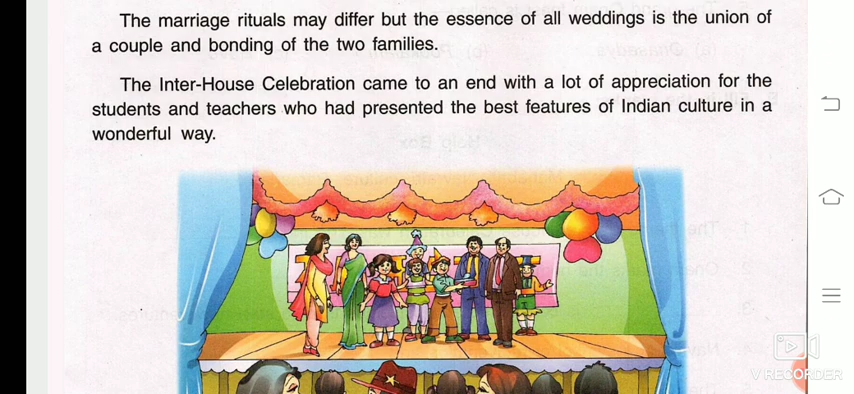 The marriage rituals may differ but the essence of all weddings is the union of
a couple and bonding of the two families.
The Inter-House Celebration came to an end with a lot of appreciation for the
students and teachers who had presented the best features of Indian culture in a
wonderful way.
V RECORDER